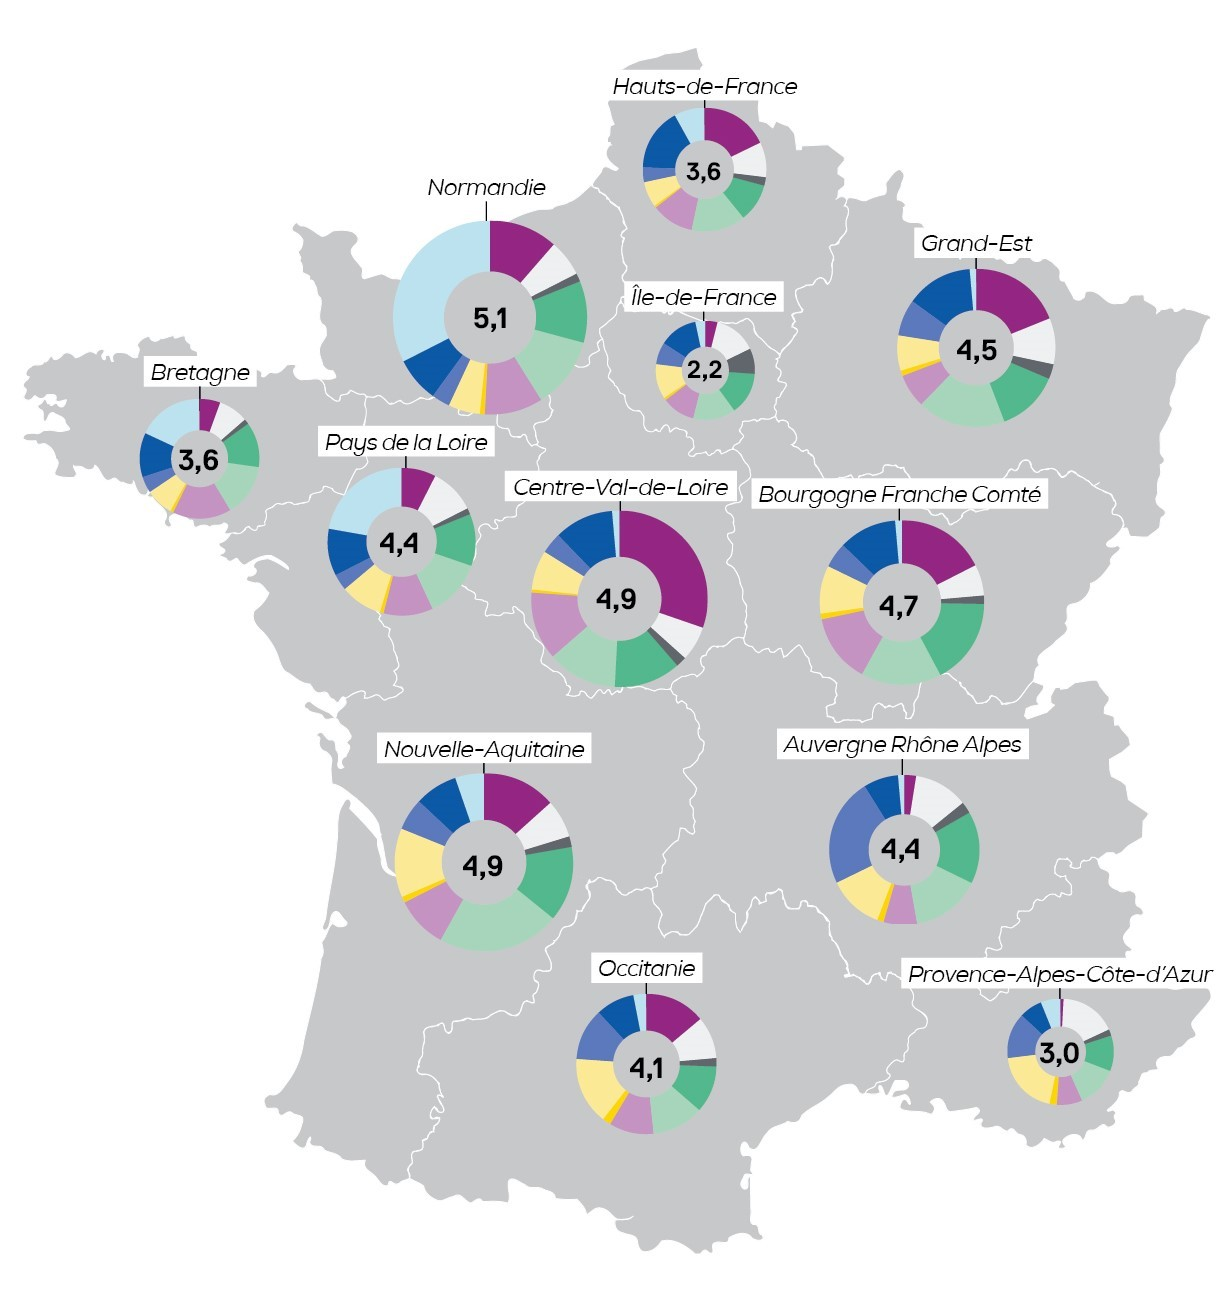 Hauts-de-France
3,6
Normandie
5,1
Grand-Est
4,5
Île-de-France
2,2
Bretagne
3,6
Pays de la Loire
4,4
Centre-Val-de-Loire
4,9
Bourgogne Franche Comté
4,7
Nouvelle-Aquitaine
4,9
Auvergne Rhône Alpes
4,4
Occitanie
4,1
Provence-Alpes-Côte-d'Azur
3,0